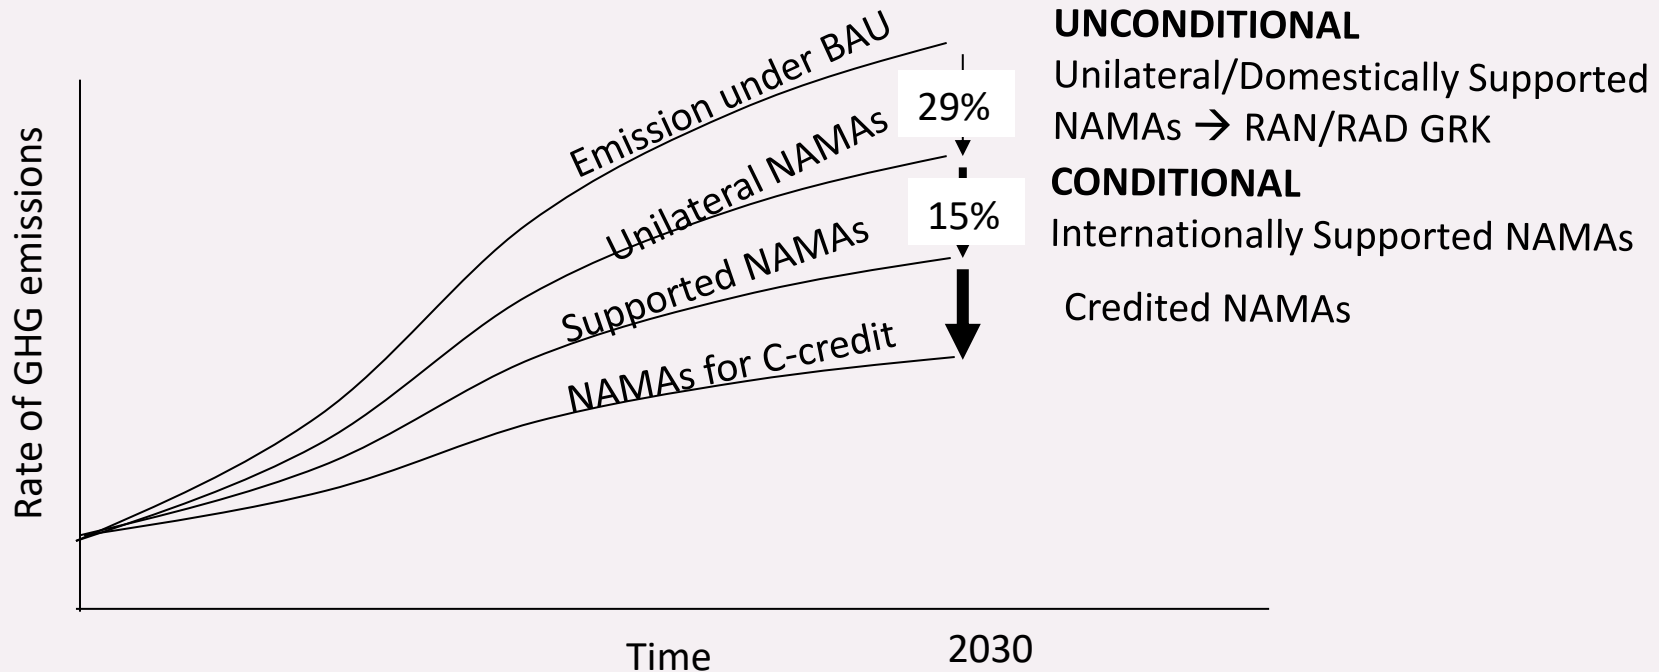 Rate of GHG emissions
Emission under BAU
Unilateral NAMAs
Supported NAMAs
NAMAs for C-credit
29%
15%
UNCONDITIONAL
Unilateral/Domestically Supported
NAMAs → RAN/RAD GRK
CONDITIONAL
Internationally Supported NAMAs
Credited NAMAs
Time
2030